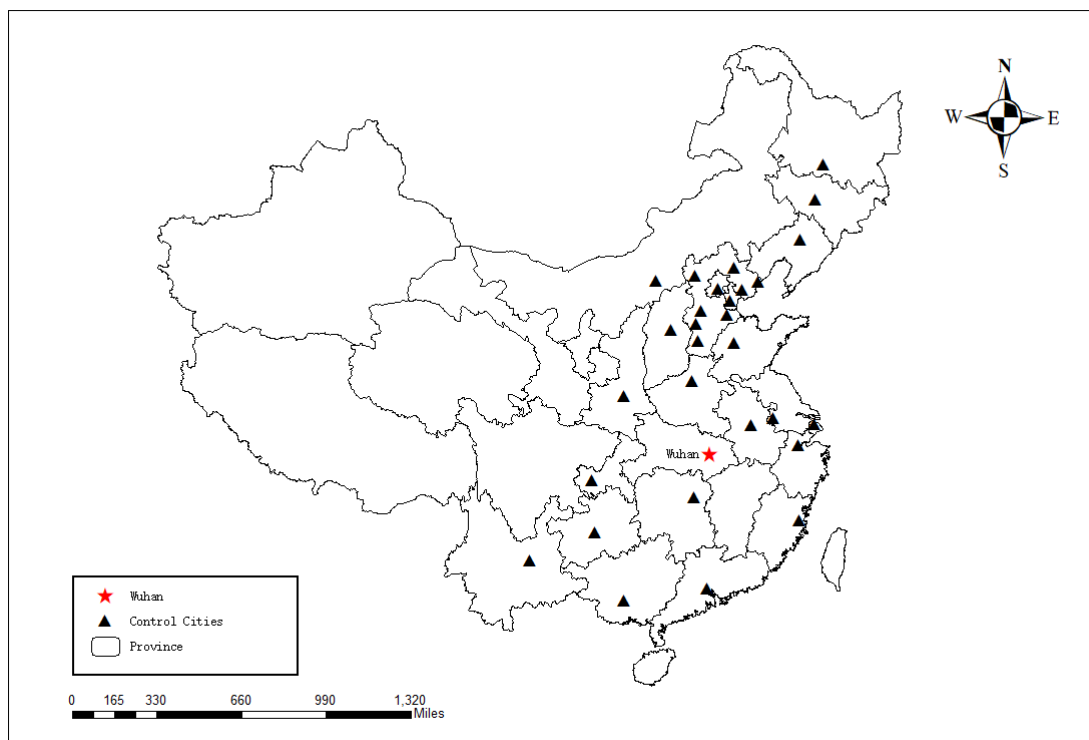 N
W E
S
Wuhan
Wuhan
Control Cities
Province
0 165 330 660 990 1,320
Miles